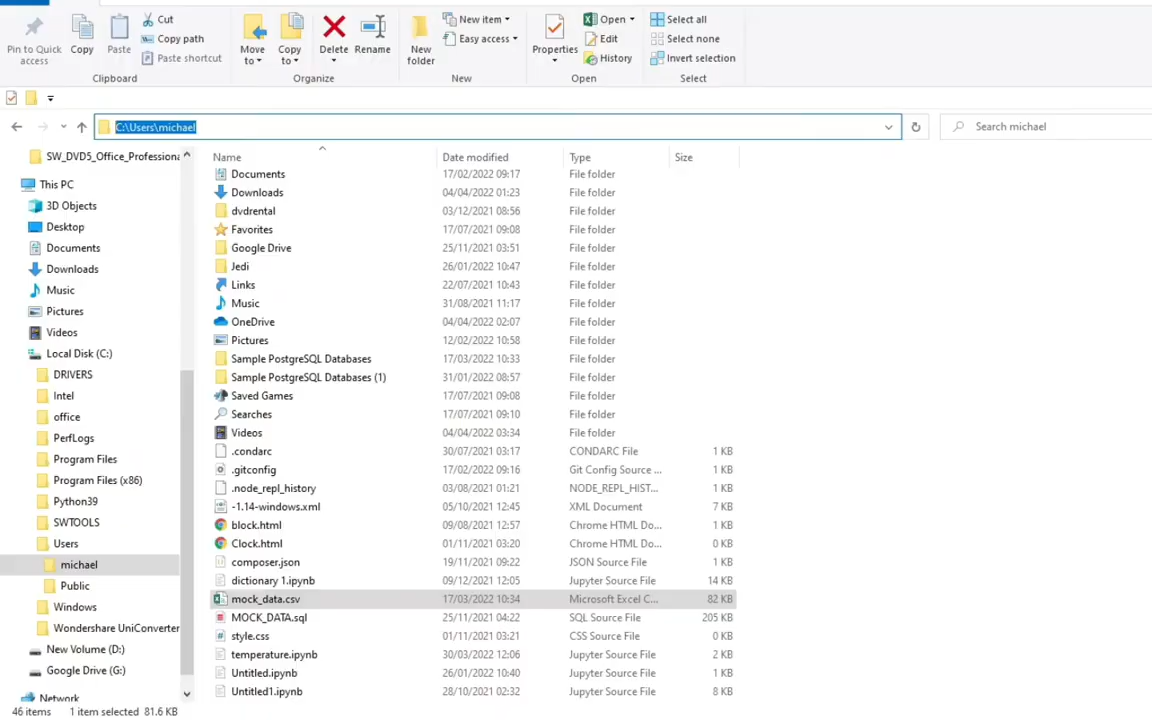 Pin to Quick access
Copy
Paste
Cut
Copy path
Paste shortcut
Clipboard
Move to
Copy to
Delete
Rename
Organize
New folder
New item
Easy access
New
Properties
Open
Edit
History
Open
Select all
Select none
Invert selection
Select
C:\Users\michael
Search michael
SW_DVD5_Office_Professiona
This PC
3D Objects
Desktop
Documents
Downloads
Music
Pictures
Videos
Local Disk (C:)
DRIVERS
Intel
office
PerfLogs
Program Files
Program Files (x86)
Python39
SWTOOLS
Users
michael
Public
Windows
Wondershare UniConverter
New Volume (D:)
Google Drive (G:)
Network
Name Date modified Type Size
Documents 17/02/2022 09:17 File folder
Downloads 04/04/2022 01:23 File folder
dvdrental 03/12/2021 08:56 File folder
Favorites 17/07/2021 09:08 File folder
Google Drive 25/11/2021 03:51 File folder
Jedi 26/01/2022 10:47 File folder
Links 22/07/2021 10:43 File folder
Music 31/08/2021 11:17 File folder
OneDrive 04/04/2022 02:07 File folder
Pictures 12/02/2022 10:58 File folder
Sample PostgreSQL Databases 17/03/2022 10:33 File folder
Sample PostgreSQL Databases (1) 31/01/2022 08:57 File folder
Saved Games 17/07/2021 09:08 File folder
Searches 17/07/2021 09:10 File folder
Videos 04/04/2022 03:34 File folder
.condarc 30/07/2021 03:17 CONDARC File 1 KB
.gitconfig 17/02/2022 09:16 Git Config Source ... 1 KB
.node_repl_history 03/08/2021 01:21 NODE_REPL_HIST... 1 KB
-1.14-windows.xml 05/10/2021 12:45 XML Document 7 KB
block.html 09/08/2021 12:57 Chrome HTML Do... 1 KB
Clock.html 01/11/2021 03:20 Chrome HTML Do... 0 KB
composer.json 19/11/2021 09:22 JSON Source File 1 KB
dictionary 1.ipynb 09/12/2021 12:05 Jupyter Source File 14 KB
mock_data.csv 17/03/2022 10:34 Microsoft Excel C... 82 KB
MOCK_DATA.sql 25/11/2021 04:22 SQL Source File 205 KB
style.css 01/11/2021 03:21 CSS Source File 0 KB
temperature.ipynb 30/03/2022 12:06 Jupyter Source File 2 KB
Untitled.ipynb 26/01/2022 10:40 Jupyter Source File 1 KB
Untitled1.ipynb 28/10/2021 02:32 Jupyter Source File 8 KB
46 items 1 item selected 81.6 KB